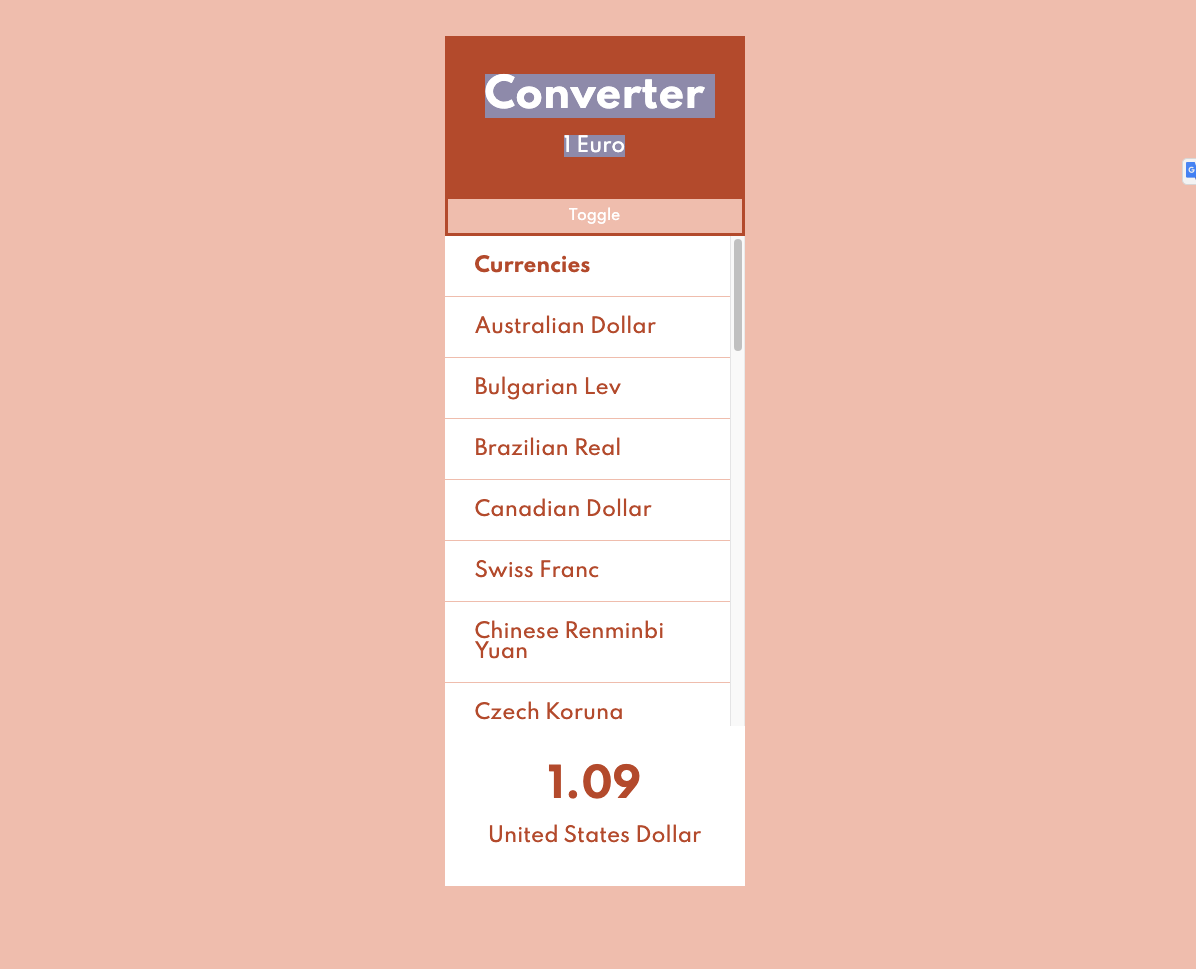 Converter
1 Euro
Toggle
Currencies
Australian Dollar
Bulgarian Lev
Brazilian Real
Canadian Dollar
Swiss Franc
Chinese Renminbi
Yuan
Czech Koruna
1.09
United States Dollar